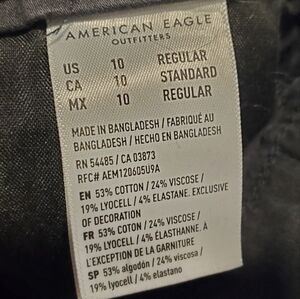 AMERICAN EAGLE
OUTFITTERS
US 10 REGULAR
CA 10 STANDARD
MX 10 REGULAR
MADE IN BANGLADESH / FABRIQUÉ AU
BANGLADESH / HECHO EN BANGLADESH
RN 54485 / CA 03873
RFC# AEM120605U9A
EN 53% COTTON / 24% VISCOSE /
19% LYOCELL / 4% ELASTANE. EXCLUSIVE
OF DECORATION
FR 53% COTON / 24% VISCOSE /
19% LYOCELL / 4% ÉLASTHANNE. À
L'EXCEPTION DE LA GARNITURE
SP 53% algodón / 24% viscosa /
19% lyocell / 4% elastano